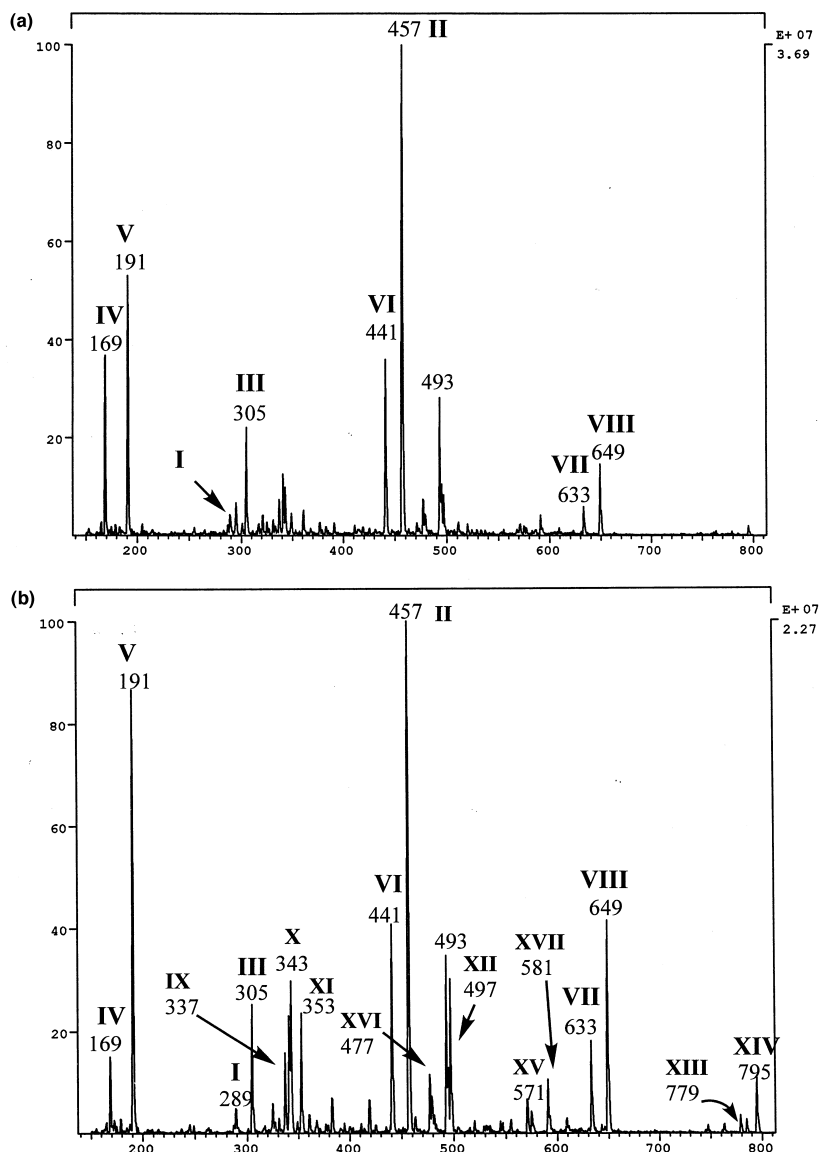 (a)
457 II
E+ 07
3.69
100
80
60
40
20
V
191
IV
169
III
305
I
VI
441
493
VIII
649
VII
633
200 300 400 500 600 700 800
(b)
457 II
E+ 07
2.27
100
80
60
40
20
V
191
IV
169
I
289
III
305
IX
337
X
343
XI
353
VI
441
XVI
477
493
XII
497
XVII
581
XV
571
VII
633
VIII
649
XIII
779
XIV
795
200 300 400 500 600 700 800